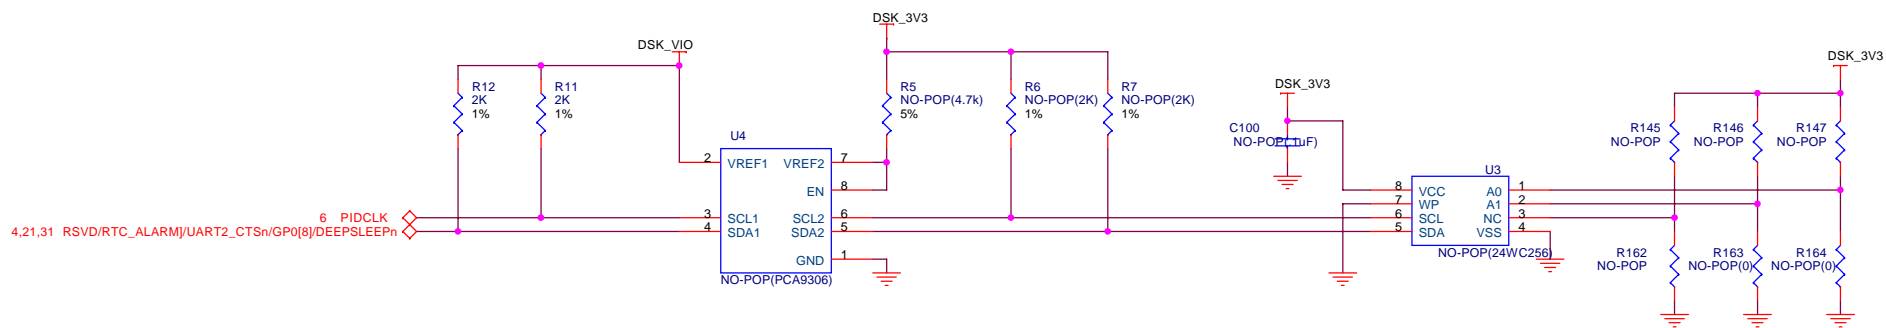 DSK_3V3
DSK_VIO
DSK_3V3
DSK_3V3
R12
2K
1%
R11
2K
1%
R5
NO-POP(4.7k)
5%
R6
NO-POP(2K)
1%
R7
NO-POP(2K)
1%
C100
NO-POP(.1uF)
R145
NO-POP
R146
NO-POP
R147
NO-POP
U4
2 VREF1 VREF2 7
EN 8
3 SCL1 SCL2 6
4 SDA1 SDA2 5
GND 1
NO-POP(PCA9306)
6 PIDCLK
4,21,31 RSVD/RTC_ALARM]/UART2_CTSn/GP0[8]/DEEPSLEEPn
U3
8 VCC A0 1
7 WP A1 2
6 SCL NC 3
5 SDA VSS 4
NO-POP(24WC256)
R162
NO-POP
R163
NO-POP(0)
R164
NO-POP(0)